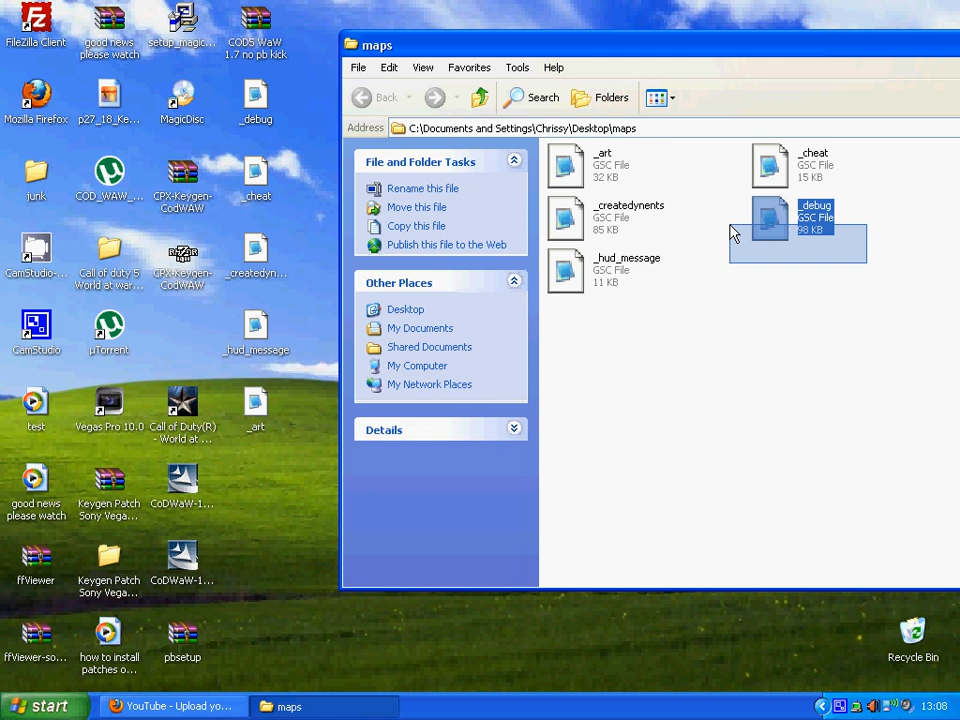 FileZilla Client
good news
please watch
setup_magic...
COD5 WaW
1.7 no pb kick
Mozilla Firefox
p27_18_Ke...
MagicDisc
_debug
junk
COD_WAW_...
CPX-Keygen-
CodWAW
_cheat
CamStudio-...
Call of duty 5
World at war...
CPX-Keygen-
CodWAW
_createdyn...
CamStudio
µTorrent
_hud_message
test
Vegas Pro 10.0
Call of Duty(R)
- World at ...
_art
good news
please watch
Keygen Patch
Sony Vega...
CoDWaW-1...
ffViewer
Keygen Patch
Sony Vega...
CoDWaW-1...
ffViewer-so...
how to install
patches o...
pbsetup
maps
File Edit View Favorites Tools Help
Back Search Folders
Address C:\Documents and Settings\Chrissy\Desktop\maps
File and Folder Tasks
Rename this file
Move this file
Copy this file
Publish this file to the Web
Other Places
Desktop
My Documents
Shared Documents
My Computer
My Network Places
Details
_art
GSC File
32 KB
_cheat
GSC File
15 KB
_createdynents
GSC File
85 KB
_debug
GSC File
98 KB
_hud_message
GSC File
11 KB
Recycle Bin
start
YouTube - Upload yo...
maps
13:08